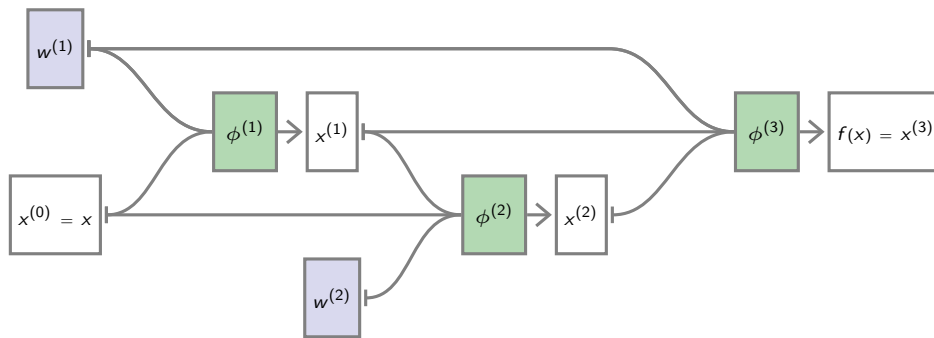 w^(1)
ϕ^(1)
x^(1)
ϕ^(3)
f(x) = x^(3)
x^(0) = x
ϕ^(2)
x^(2)
w^(2)